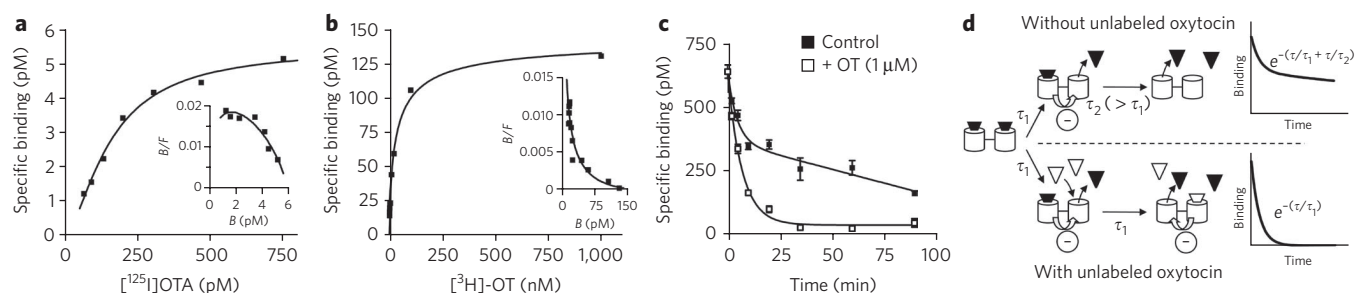 a
Specific binding (pM)
6
5
4
3
2
1
0
0
250
500
750
[125I]OTA (pM)
B/F
0.02
0.01
0
0 2 4 6
B (pM)
b
Specific binding (pM)
150
125
100
75
50
25
0
0
250
500
750
1,000
[3H]-OT (nM)
B/F
0.015
0.010
0.005
0.000
0
75
150
B (pM)
c
Specific binding (pM)
750
500
250
0
0
25
50
75
100
Time (min)
Control
+ OT (1 μM)
d
Without unlabeled oxytocin
τ1
τ2 (> τ1)
−
e−(τ/τ1 + τ/τ2)
Binding
Time
τ1
τ1
−
−
e−(τ/τ1)
Binding
Time
With unlabeled oxytocin